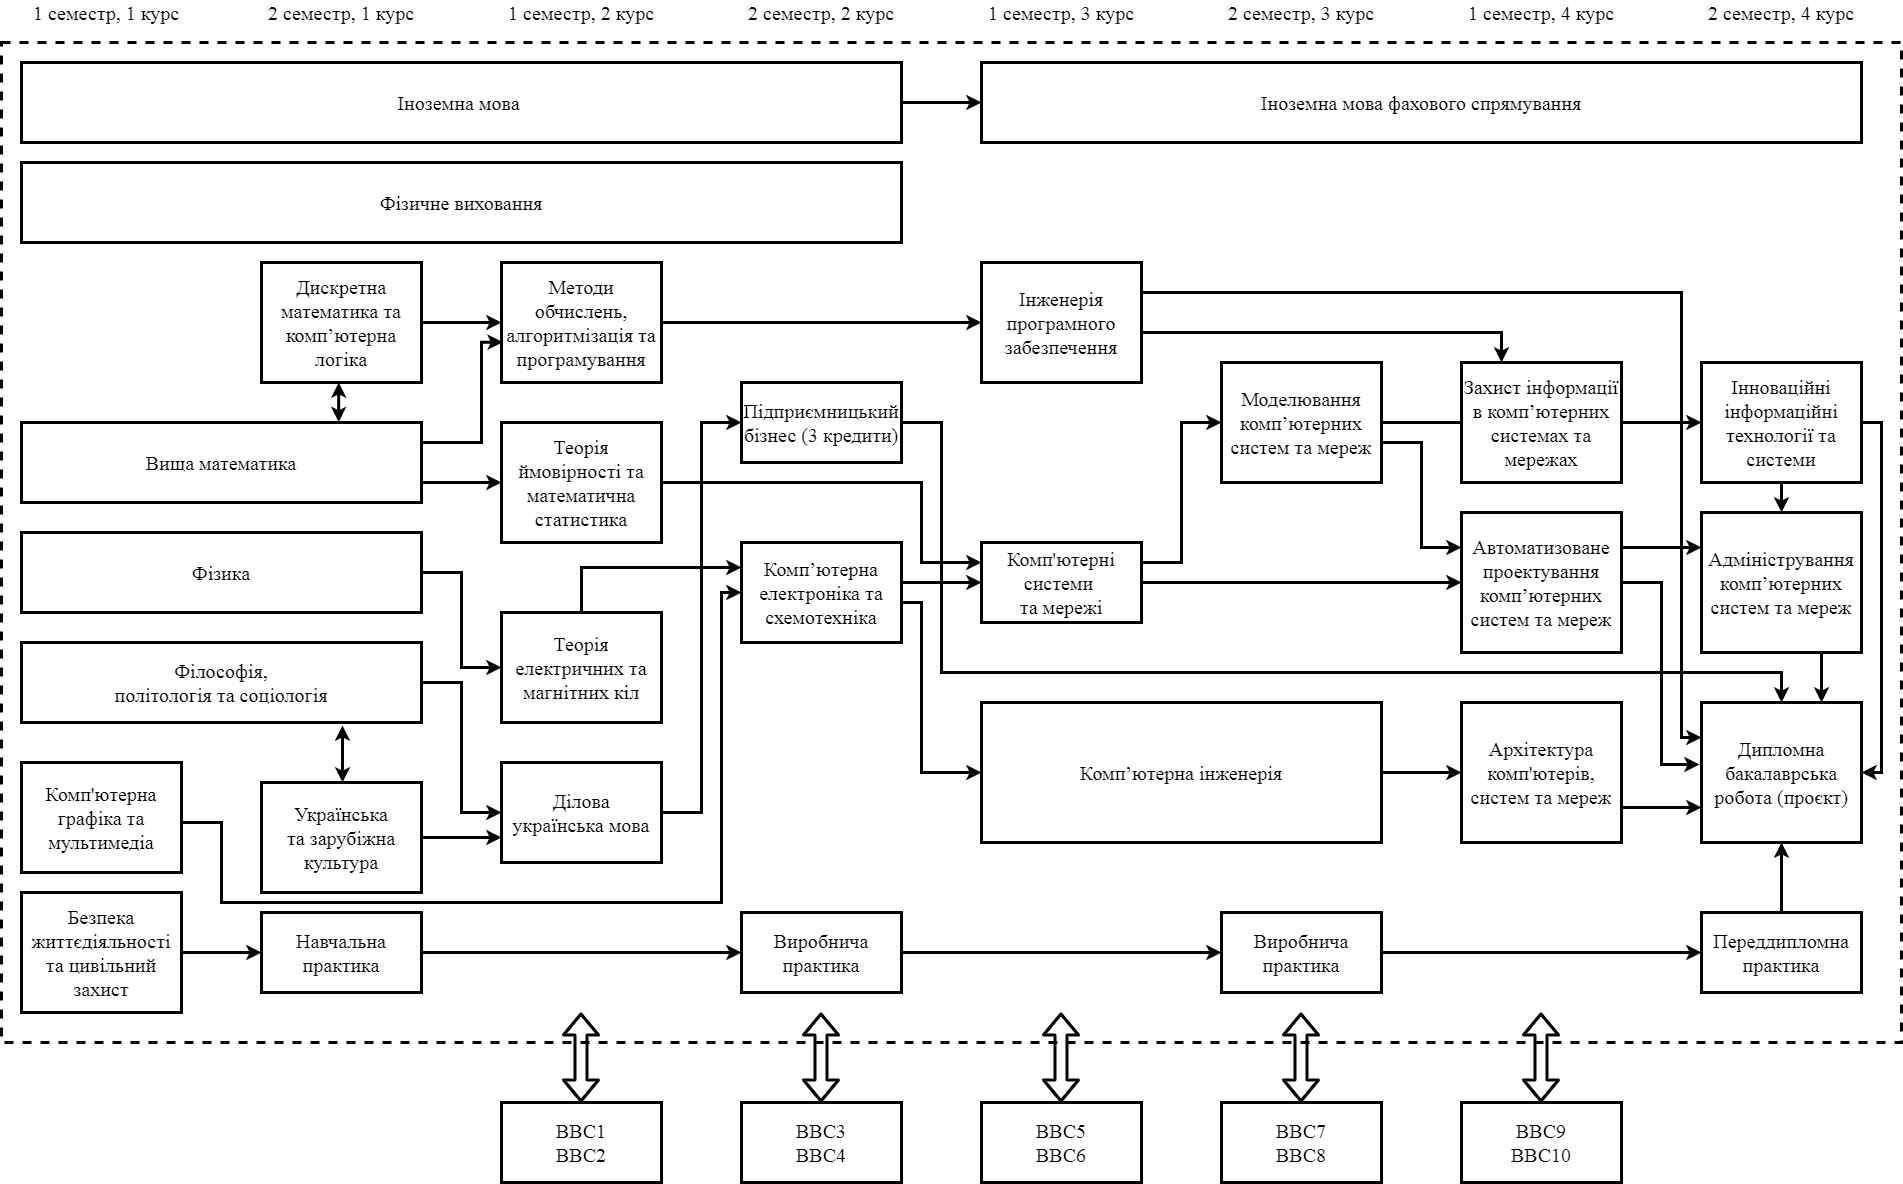 1 семестр, 1 курс
2 семестр, 1 курс
1 семестр, 2 курс
2 семестр, 2 курс
1 семестр, 3 курс
2 семестр, 3 курс
1 семестр, 4 курс
2 семестр, 4 курс
Іноземна мова
Іноземна мова фахового спрямування
Фізичне виховання
Дискретна
математика та
комп’ютерна
логіка
Методи
обчислень,
алгоритмізація та
програмування
Інженерія
програмного
забезпечення
Вища математика
Теорія
ймовірності та
математична
статистика
Підприємницький
бізнес (3 кредити)
Моделювання
комп’ютерних
систем та мереж
Захист інформації
в комп’ютерних
системах та
мережах
Інноваційні
інформаційні
технології та
системи
Фізика
Теорія
електричних та
магнітних кіл
Комп’ютерна
електроніка та
схемотехніка
Комп'ютерні
системи
та мережі
Автоматизоване
проектування
комп’ютерних
систем та мереж
Адміністрування
комп’ютерних
систем та мереж
Філософія,
політологія та соціологія
Комп'ютерна
графіка та
мультимедіа
Українська
та зарубіжна
культура
Ділова
українська мова
Комп’ютерна інженерія
Архітектура
комп'ютерів,
систем та мереж
Дипломна
бакалаврська
робота (проєкт)
Безпека
життєдіяльності
та цивільний
захист
Навчальна
практика
Виробнича
практика
Виробнича
практика
Переддипломна
практика
ВВС1
ВВС2
ВВС3
ВВС4
ВВС5
ВВС6
ВВС7
ВВС8
ВВС9
ВВС10